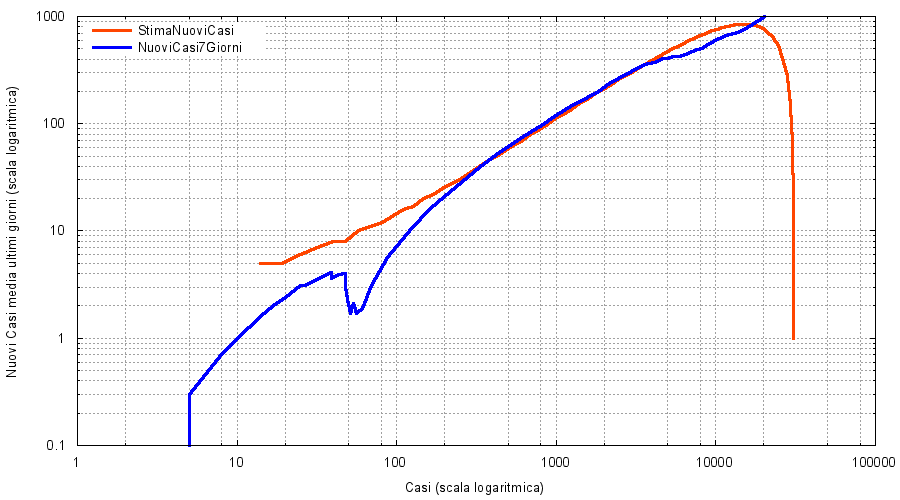 1000
StimaNuoviCasi
NuoviCasi7Giorni
100
10
1
0.1
Nuovi Casi media ultimi giorni (scala logaritmica)
1 10 100 1000 10000 100000
Casi (scala logaritmica)